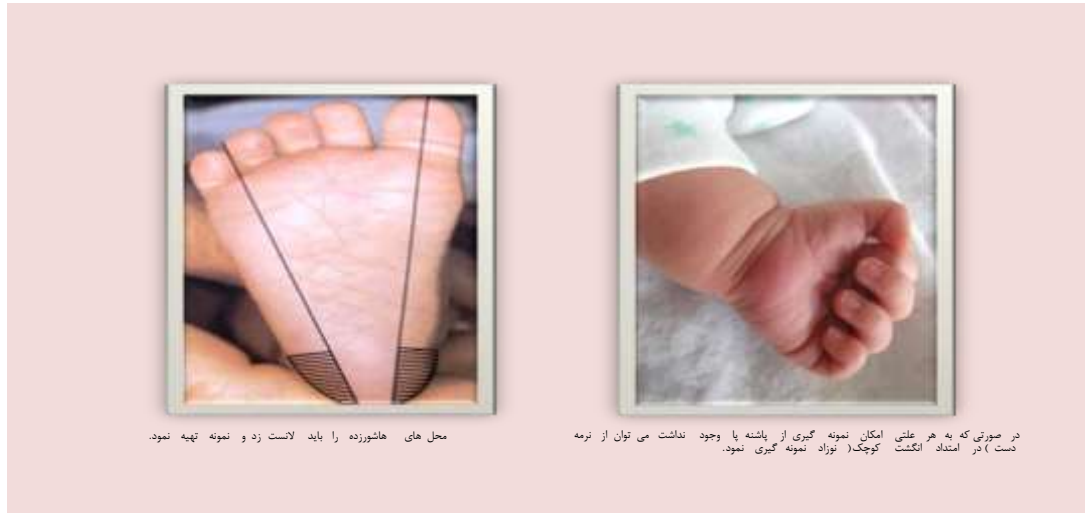 در صورتی که به هر علتی امکان نمونه گیری از پاشنه پا وجود نداشت می توان از نرمه
دست )در امتداد انگشت کوچک( نوزاد نمونه گیری نمود.
محل های هاشورزده را باید لانست زد و نمونه تهیه نمود.